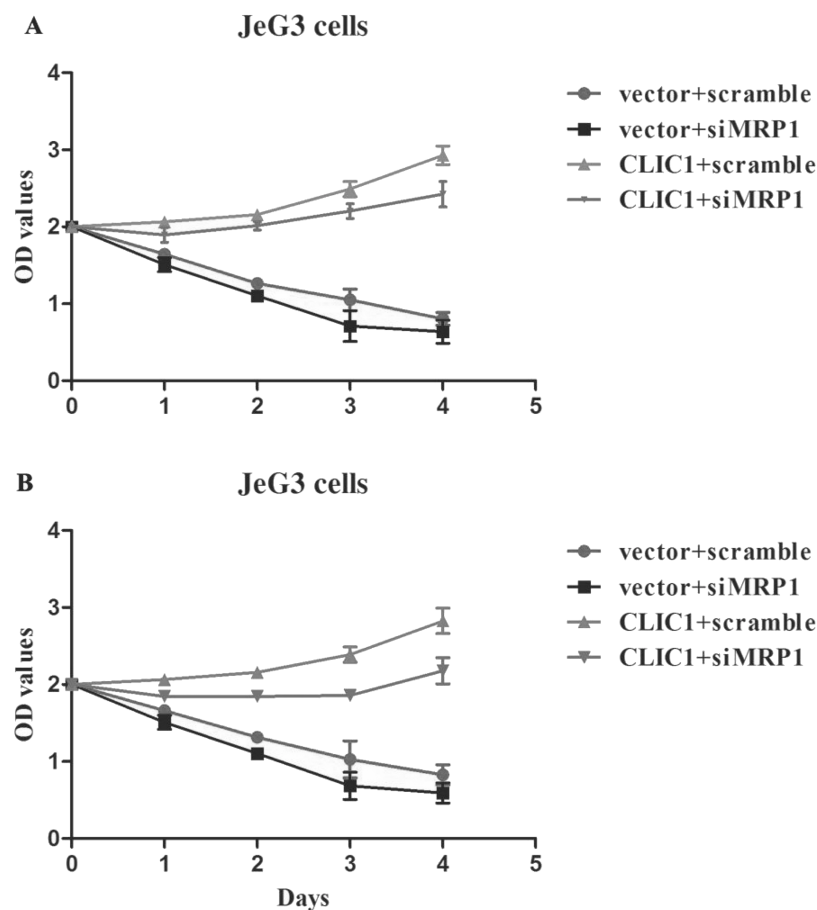 A
JeG3 cells
4
3
2
1
0
OD values
0 1 2 3 4 5
vector+scramble
vector+siMRP1
CLIC1+scramble
CLIC1+siMRP1
B
JeG3 cells
4
3
2
1
0
OD values
0 1 2 3 4 5
Days
vector+scramble
vector+siMRP1
CLIC1+scramble
CLIC1+siMRP1